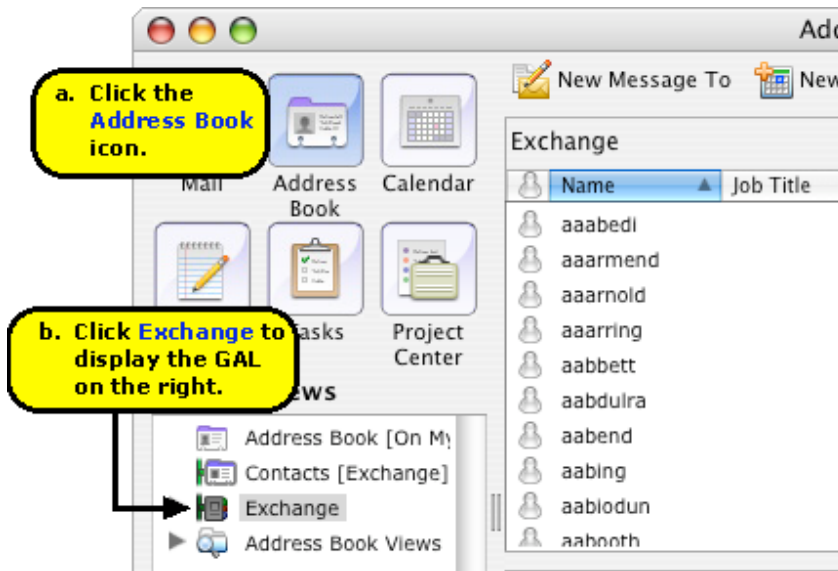 Add
New Message To
New
a. Click the
Address Book
icon.
Exchange
Mail
Address
Book
Calendar
Name
Job Title
aaabedi
aaarmend
aaarnold
aaarring
aabbett
aabdulra
aabend
aabing
aabiodun
aabooth
b. Click Exchange to
display the GAL
on the right.
Tasks
Project
Center
ews
Address Book [On My
Contacts [Exchange]
Exchange
Address Book Views